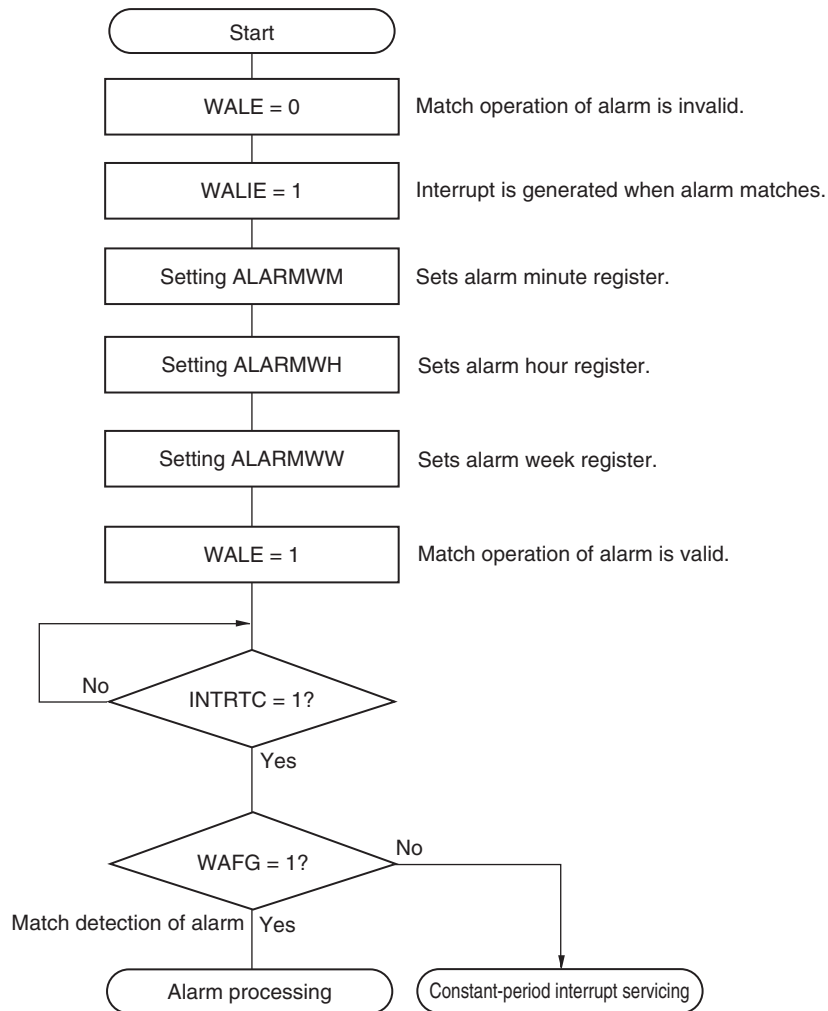 Start
WALE = 0
Match operation of alarm is invalid.
WALIE = 1
Interrupt is generated when alarm matches.
Setting ALARMWM
Sets alarm minute register.
Setting ALARMWH
Sets alarm hour register.
Setting ALARMWW
Sets alarm week register.
WALE = 1
Match operation of alarm is valid.
No
INTRTC = 1?
Yes
No
WAFG = 1?
Match detection of alarm
Yes
Alarm processing
Constant-period interrupt servicing